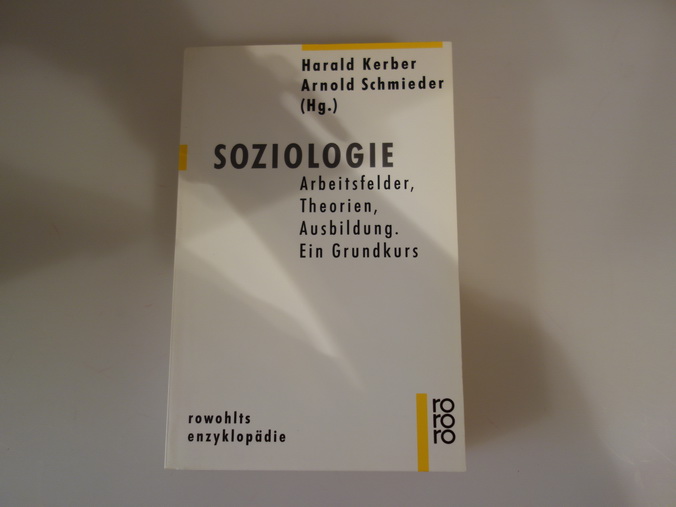 Harald Kerber
Arnold Schmieder
(Hg.)
SOZIOLOGIE
Arbeitsfelder,
Theorien,
Ausbildung.
Ein Grundkurs
rowohlts
enzyklopädie
ro
ro
ro